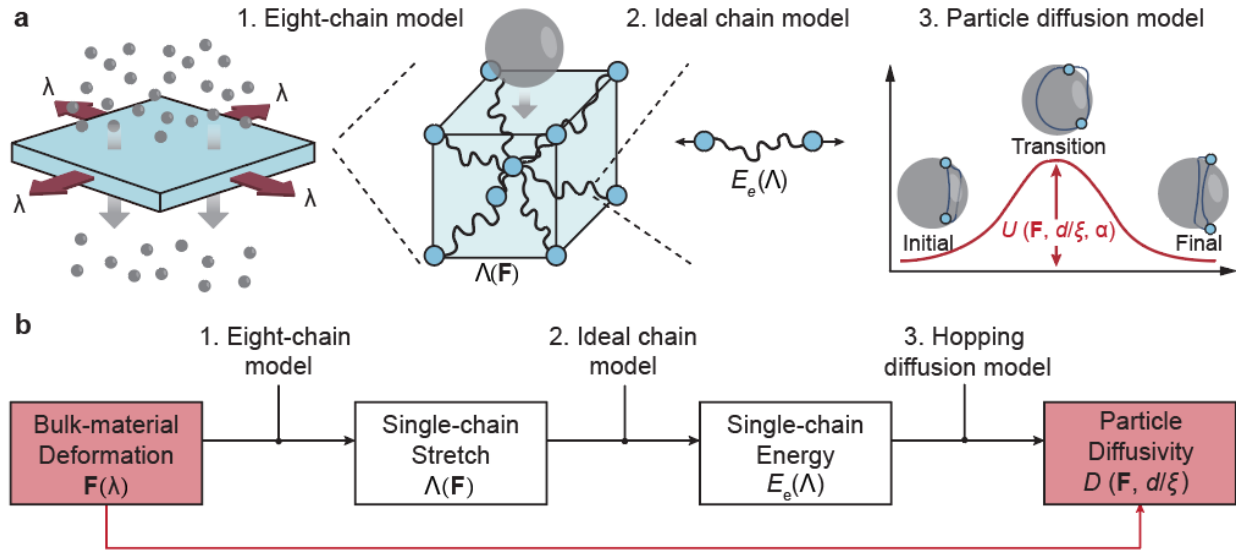 a
1. Eight-chain model
2. Ideal chain model
3. Particle diffusion model
λ
λ
λ
λ
Λ(F)
E_e(Λ)
Transition
Initial
U (F, d/ξ, α)
Final
b
1. Eight-chain
model
2. Ideal chain
model
3. Hopping
diffusion model
Bulk-material
Deformation
F(λ)
Single-chain
Stretch
Λ(F)
Single-chain
Energy
E_e(Λ)
Particle
Diffusivity
D (F, d/ξ)